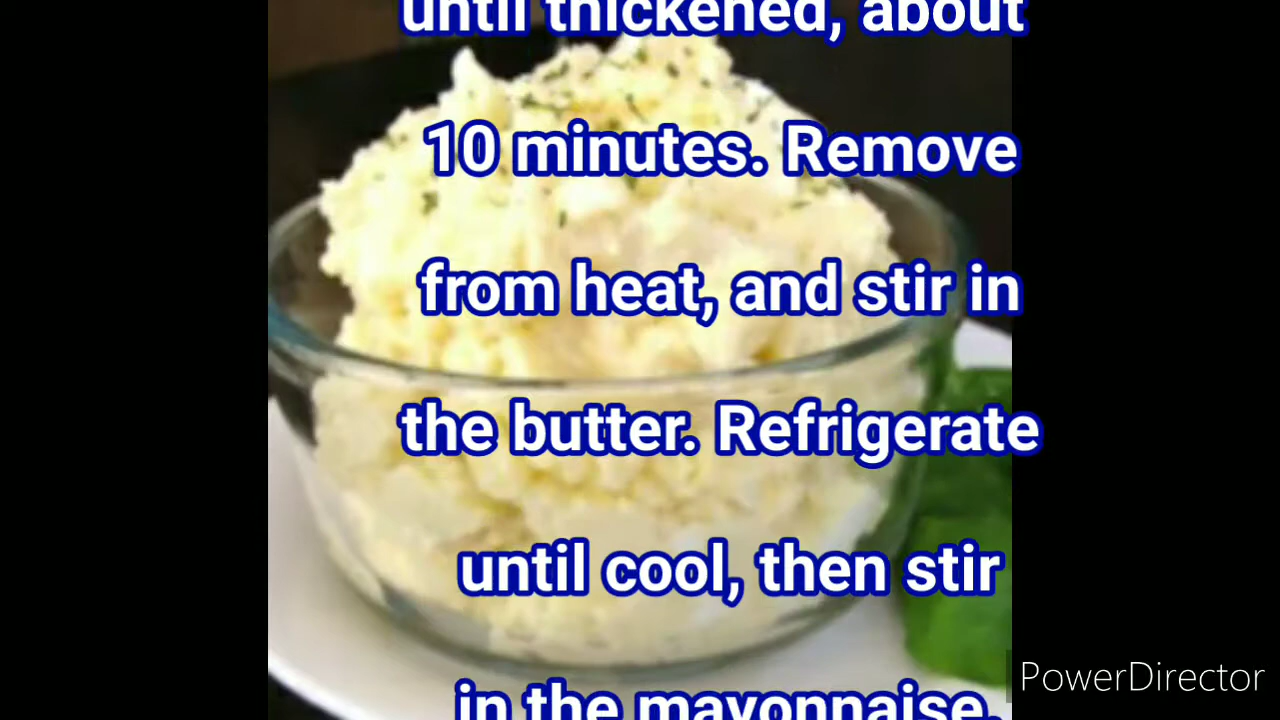 until thickened, about
10 minutes. Remove
from heat, and stir in
the butter. Refrigerate
until cool, then stir
in the mayonnaise.
PowerDirector